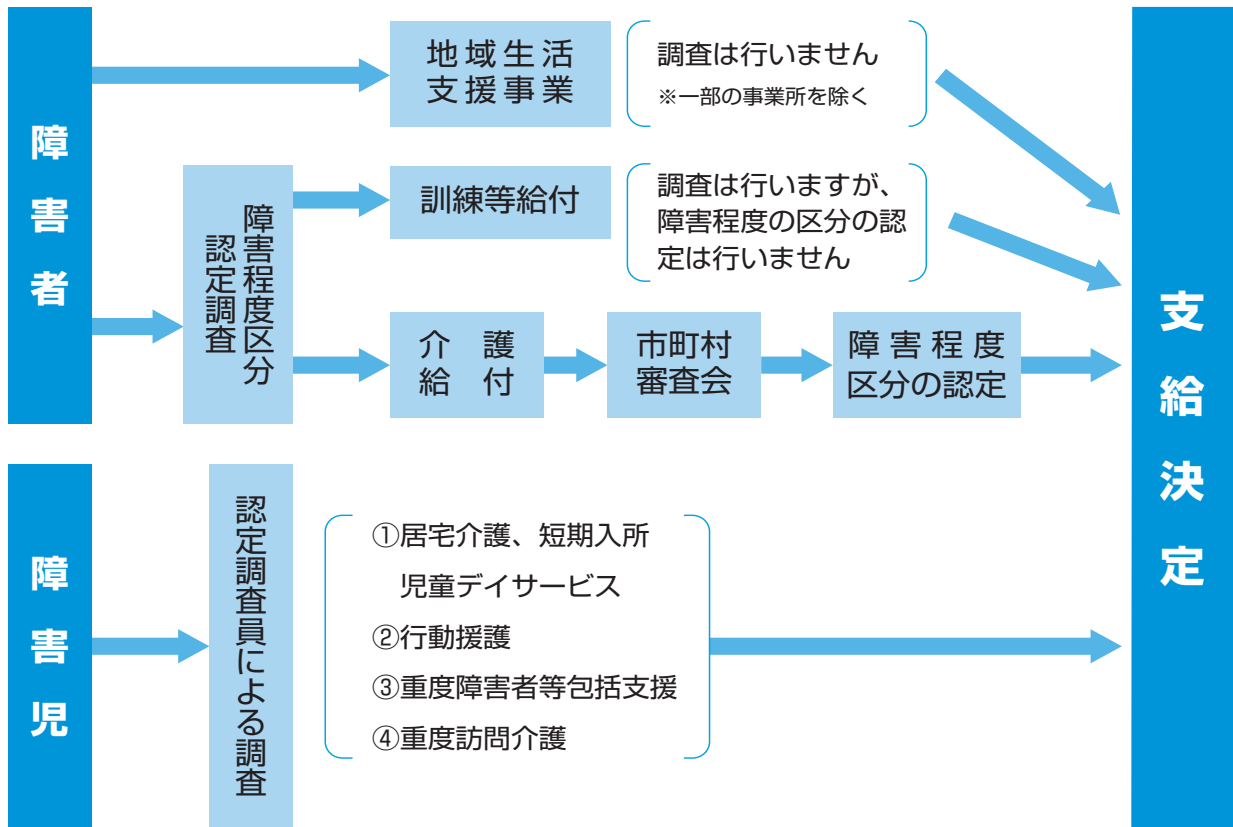 障害者
地域生活
支援事業
調査は行いません
※一部の事業所を除く
障害程度区分
認定調査
訓練等給付
調査は行いますが、
障害程度の区分の認
定は行いません
介護
給付
市町村
審査会
障害程度
区分の認定
支給決定
障害児
認定調査員による調査
①居宅介護、短期入所
児童デイサービス
②行動援護
③重度障害者等包括支援
④重度訪問介護